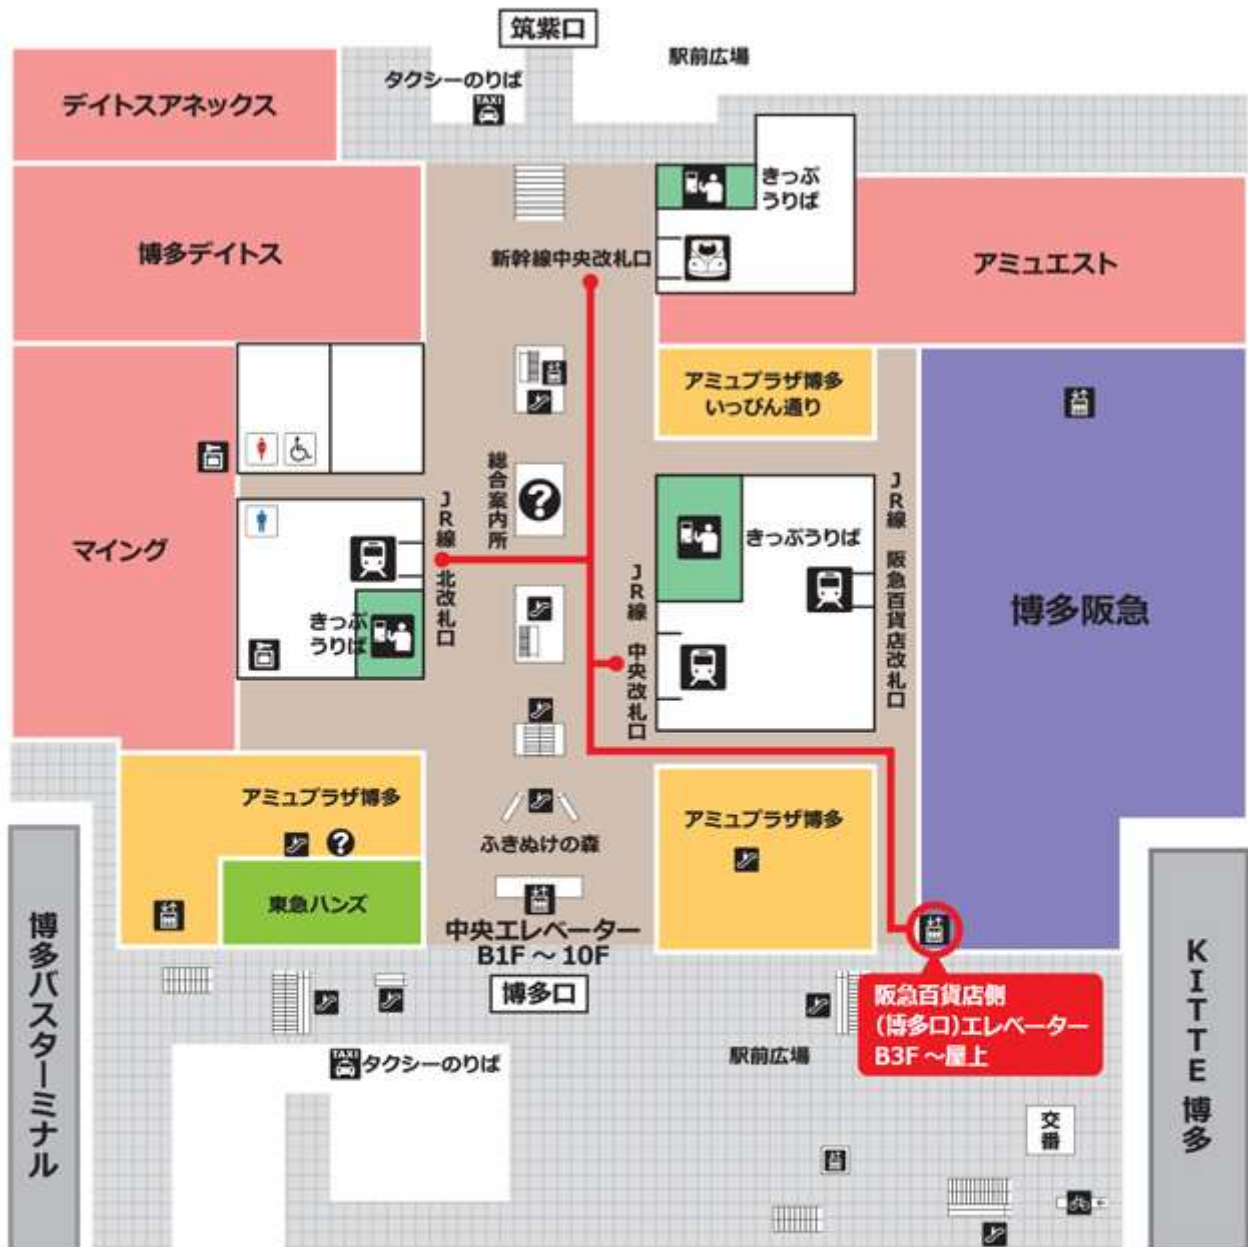 筑紫口
駅前広場
タクシーのりば
TAXI
デイトスアネックス
きっぷ
うりば
博多デイトス
新幹線中央改札口
アミュエスト
アミュプラザ博多
いっぴん通り
総合案内所
?
JR線 北改札口
マイング
きっぷ
うりば
JR線 中央改札口
きっぷうりば
JR線 阪急百貨店改札口
博多阪急
アミュプラザ博多
?
東急ハンズ
ふきぬけの森
アミュプラザ博多
中央エレベーター
B1F~10F
博多口
阪急百貨店側
(博多口)エレベーター
B3F~屋上
博多バスターミナル
TAXI
タクシーのりば
駅前広場
交番
KITTE 博多